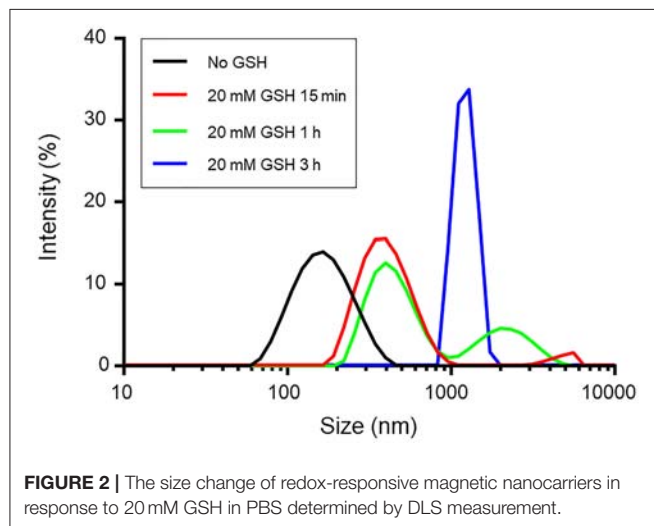 40
30
20
10
0
Intensity (%)
No GSH
20 mM GSH 15 min
20 mM GSH 1 h
20 mM GSH 3 h
10 100 1000 10000
Size (nm)
FIGURE 2 | The size change of redox-responsive magnetic nanocarriers in
response to 20 mM GSH in PBS determined by DLS measurement.